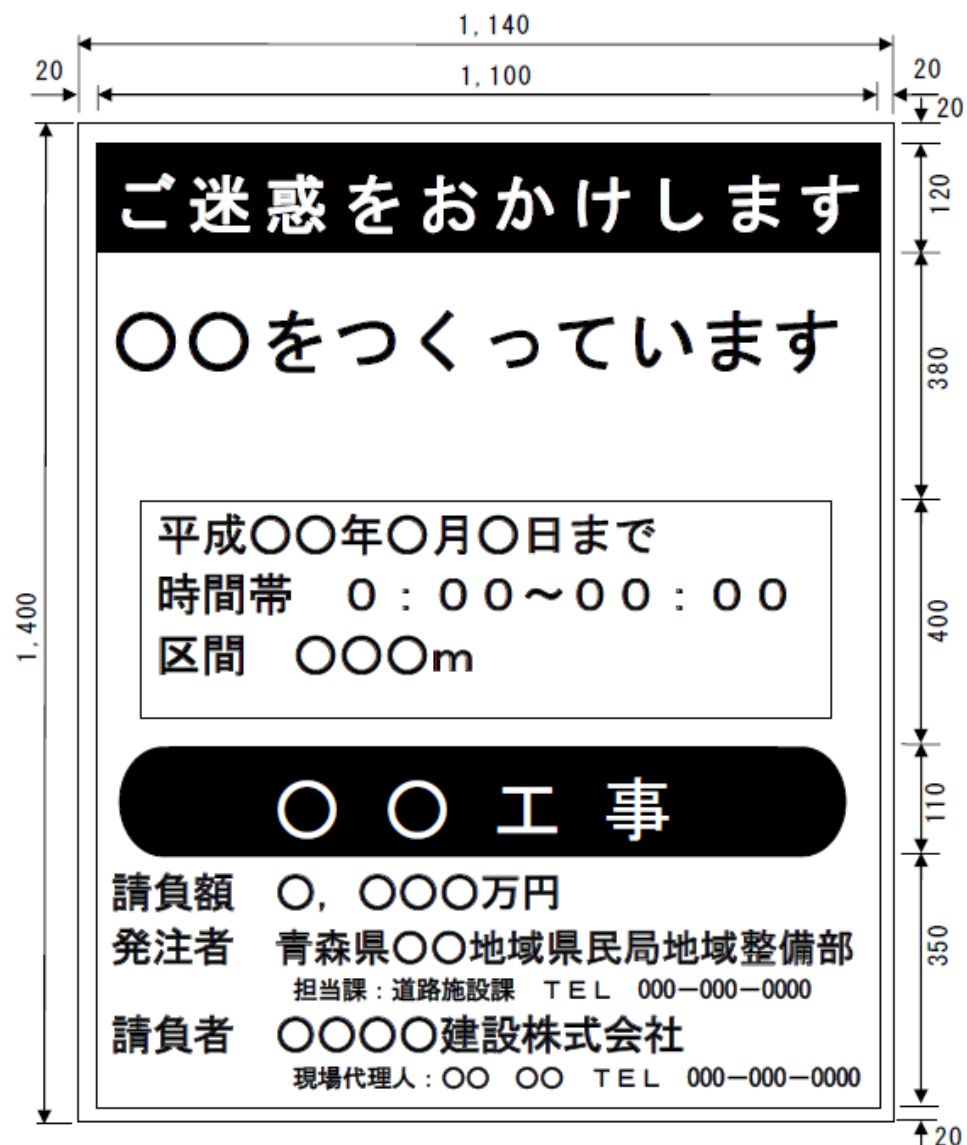 1,140
20
1,100
20
20
ご迷惑をおかけします
120
〇〇をつくっています
380
平成〇〇年〇月〇日まで
時間帯　０：００～００：００
区間　〇〇〇ｍ
1,400
400
〇〇工事
110
請負額　〇，〇〇〇万円
発注者　青森県〇〇地域県民局地域整備部
担当課：道路施設課　ＴＥＬ　000－000－0000
350
請負者　〇〇〇〇建設株式会社
現場代理人：〇〇　〇〇　ＴＥＬ　000－000－0000
20